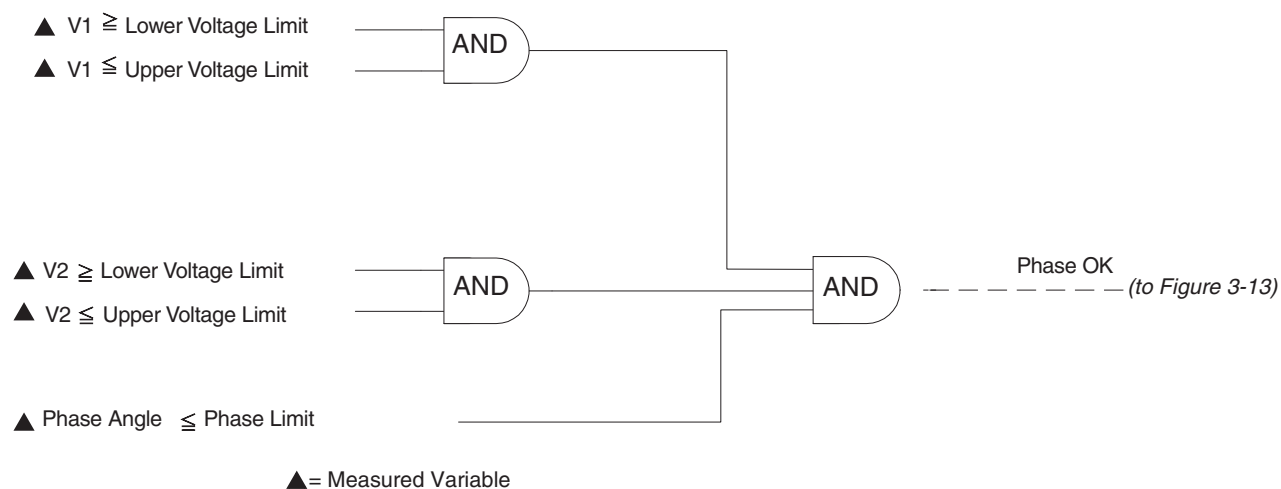 ▲ V1 ≧ Lower Voltage Limit
▲ V1 ≦ Upper Voltage Limit
AND
▲ V2 ≧ Lower Voltage Limit
▲ V2 ≦ Upper Voltage Limit
AND
AND
Phase OK
(to Figure 3-13)
▲ Phase Angle ≦ Phase Limit
▲= Measured Variable